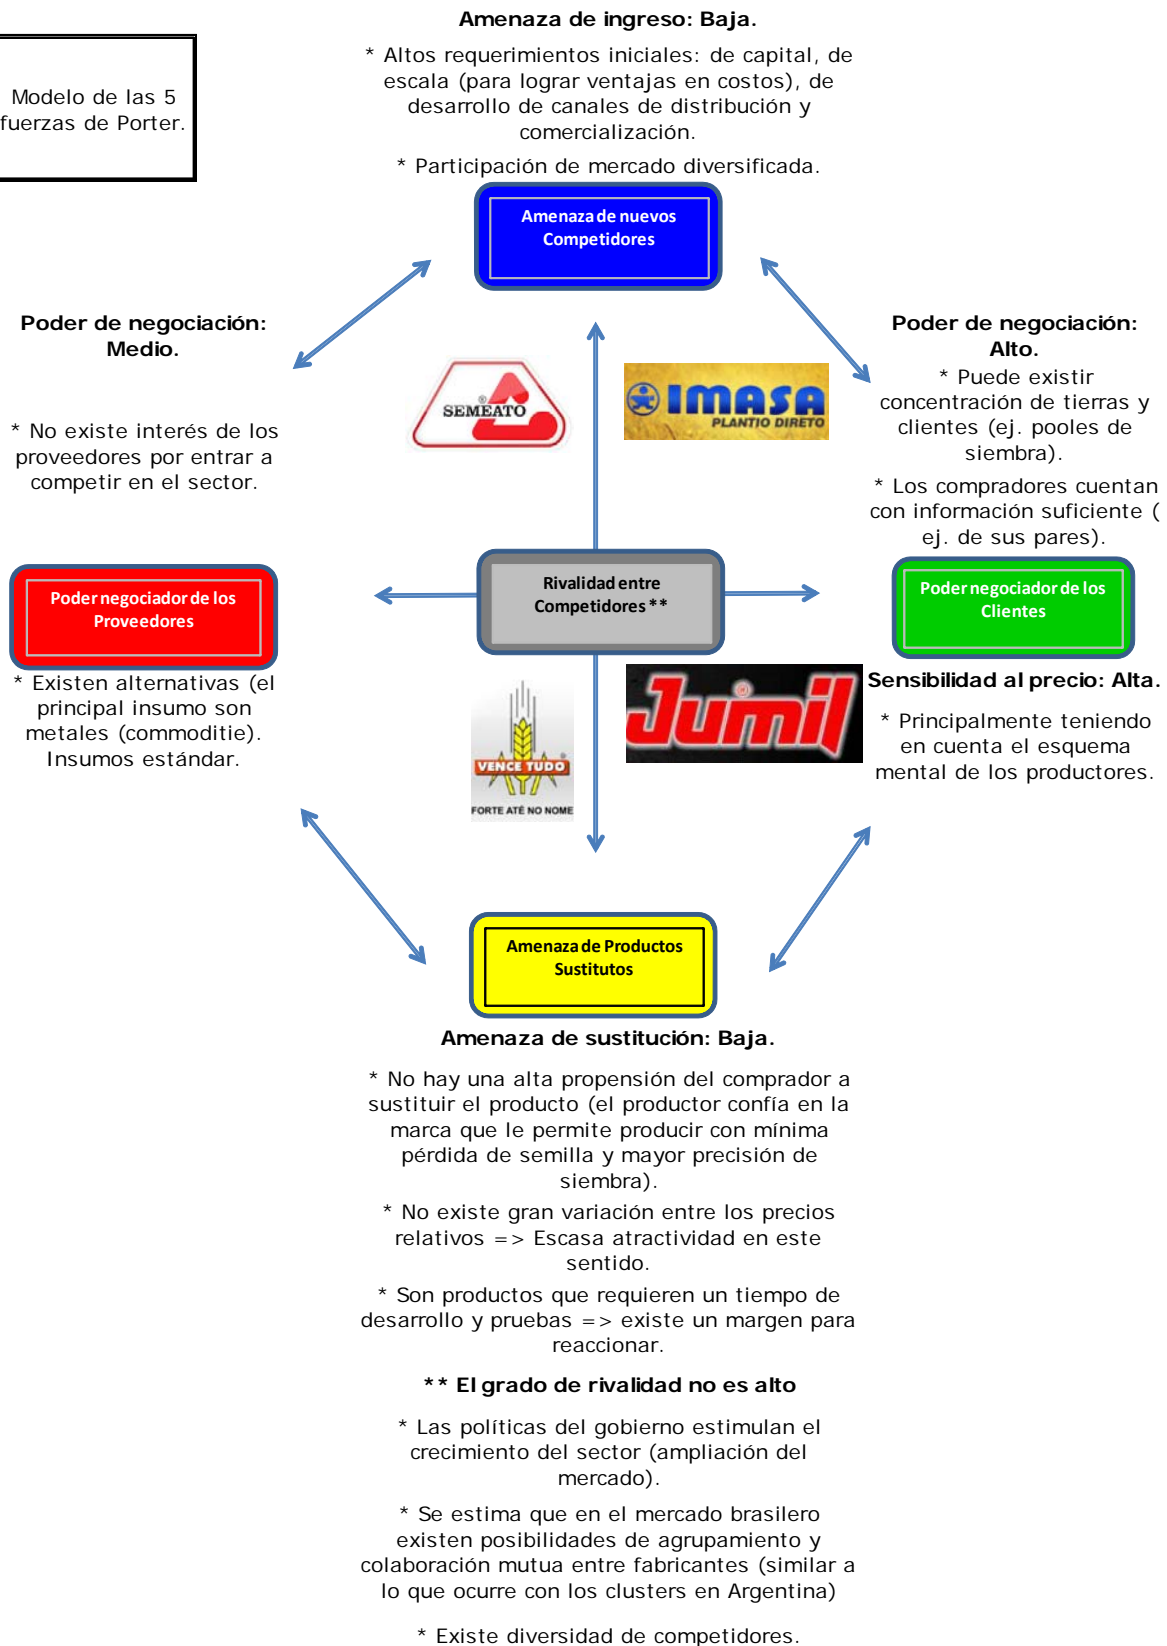 Modelo de las 5
fuerzas de Porter.
Amenaza de ingreso: Baja.
* Altos requerimientos iniciales: de capital, de
escala (para lograr ventajas en costos), de
desarrollo de canales de distribución y
comercialización.
* Participación de mercado diversificada.
Amenaza de nuevos
Competidores
Poder de negociación:
Medio.
* No existe interés de los
proveedores por entrar a
competir en el sector.
SEMEATO
IMASA
PLANTIO DIRETO
Poder de negociación:
Alto.
* Puede existir
concentración de tierras y
clientes (ej. pooles de
siembra).
* Los compradores cuentan
con información suficiente (
ej. de sus pares).
Poder negociador de los
Proveedores
Rivalidad entre
Competidores **
Poder negociador de los
Clientes
* Existen alternativas (el
principal insumo son
metales (commoditie).
Insumos estándar.
VENCE TUDO
FORTE ATÉ NO NOME
Jumil
Sensibilidad al precio: Alta.
* Principalmente teniendo
en cuenta el esquema
mental de los productores.
Amenaza de Productos
Sustitutos
Amenaza de sustitución: Baja.
* No hay una alta propensión del comprador a
sustituir el producto (el productor confía en la
marca que le permite producir con mínima
pérdida de semilla y mayor precisión de
siembra).
* No existe gran variación entre los precios
relativos => Escasa atractividad en este
sentido.
* Son productos que requieren un tiempo de
desarrollo y pruebas => existe un margen para
reaccionar.
** El grado de rivalidad no es alto
* Las políticas del gobierno estimulan el
crecimiento del sector (ampliación del
mercado).
* Se estima que en el mercado brasilero
existen posibilidades de agrupamiento y
colaboración mutua entre fabricantes (similar a
lo que ocurre con los clusters en Argentina)
* Existe diversidad de competidores.